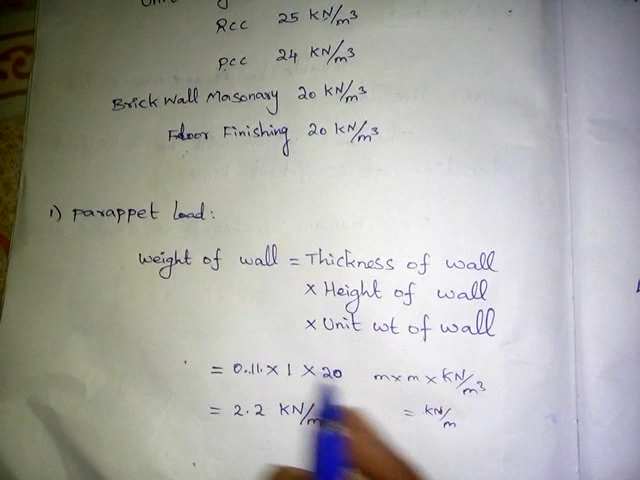 RCC 25 KN/m³
PCC 24 KN/m³
Brick Wall Masonary 20 KN/m³
Floor Finishing 20 KN/m³
1) Parappet Load:
Weight of wall = Thickness of wall
× Height of wall
× Unit wt of wall
= 0.11 × 1 × 20 m×m×KN/m³
= 2.2 KN/m = KN/m